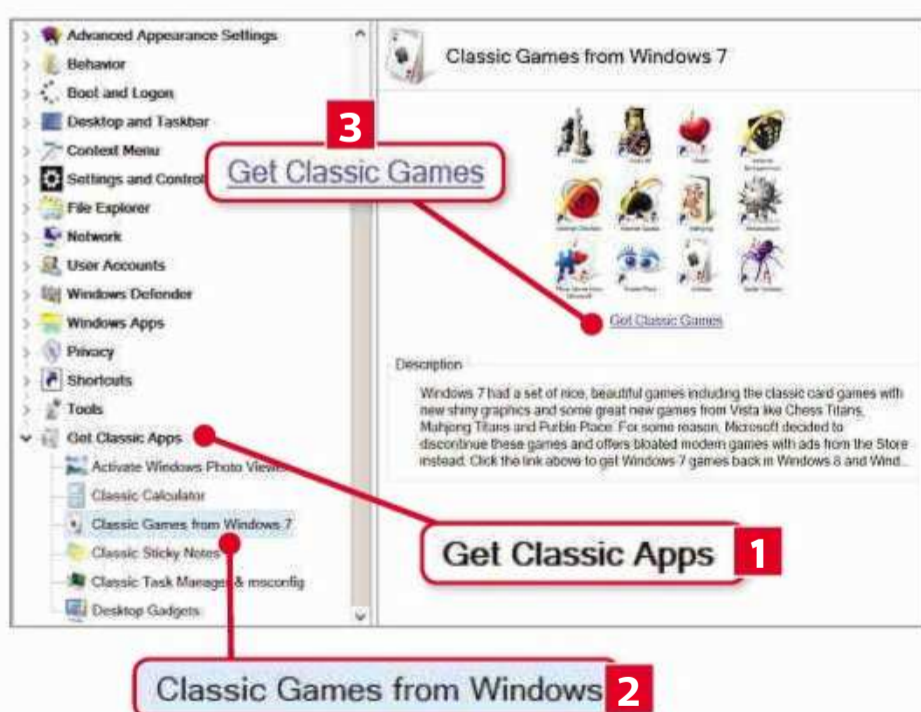 Advanced Appearance Settings
Behavior
Boot and Logon
Desktop and Taskbar
Context Menu
Settings and Control
File Explorer
Network
User Accounts
Windows Defender
Windows Apps
Privacy
Shortcuts
Tools
Get Classic Apps
Activate Windows Photo Viewer
Classic Calculator
Classic Games from Windows 7
Classic Sticky Notes
Classic Task Manager & msconfig
Desktop Gadgets
Classic Games from Windows 7
3
Get Classic Games
Get Classic Games
Description
Windows 7 had a set of nice, beautiful games including the classic card games with
new shiny graphics and some great new games from Vista like Chess Titans,
Mahjong Titans and Purble Place. For some reason, Microsoft decided to
discontinue these games and offers bloated modern games with ads from the Store
instead. Click the link above to get Windows 7 games back in Windows 8 and Wind...
Get Classic Apps 1
Classic Games from Windows 2